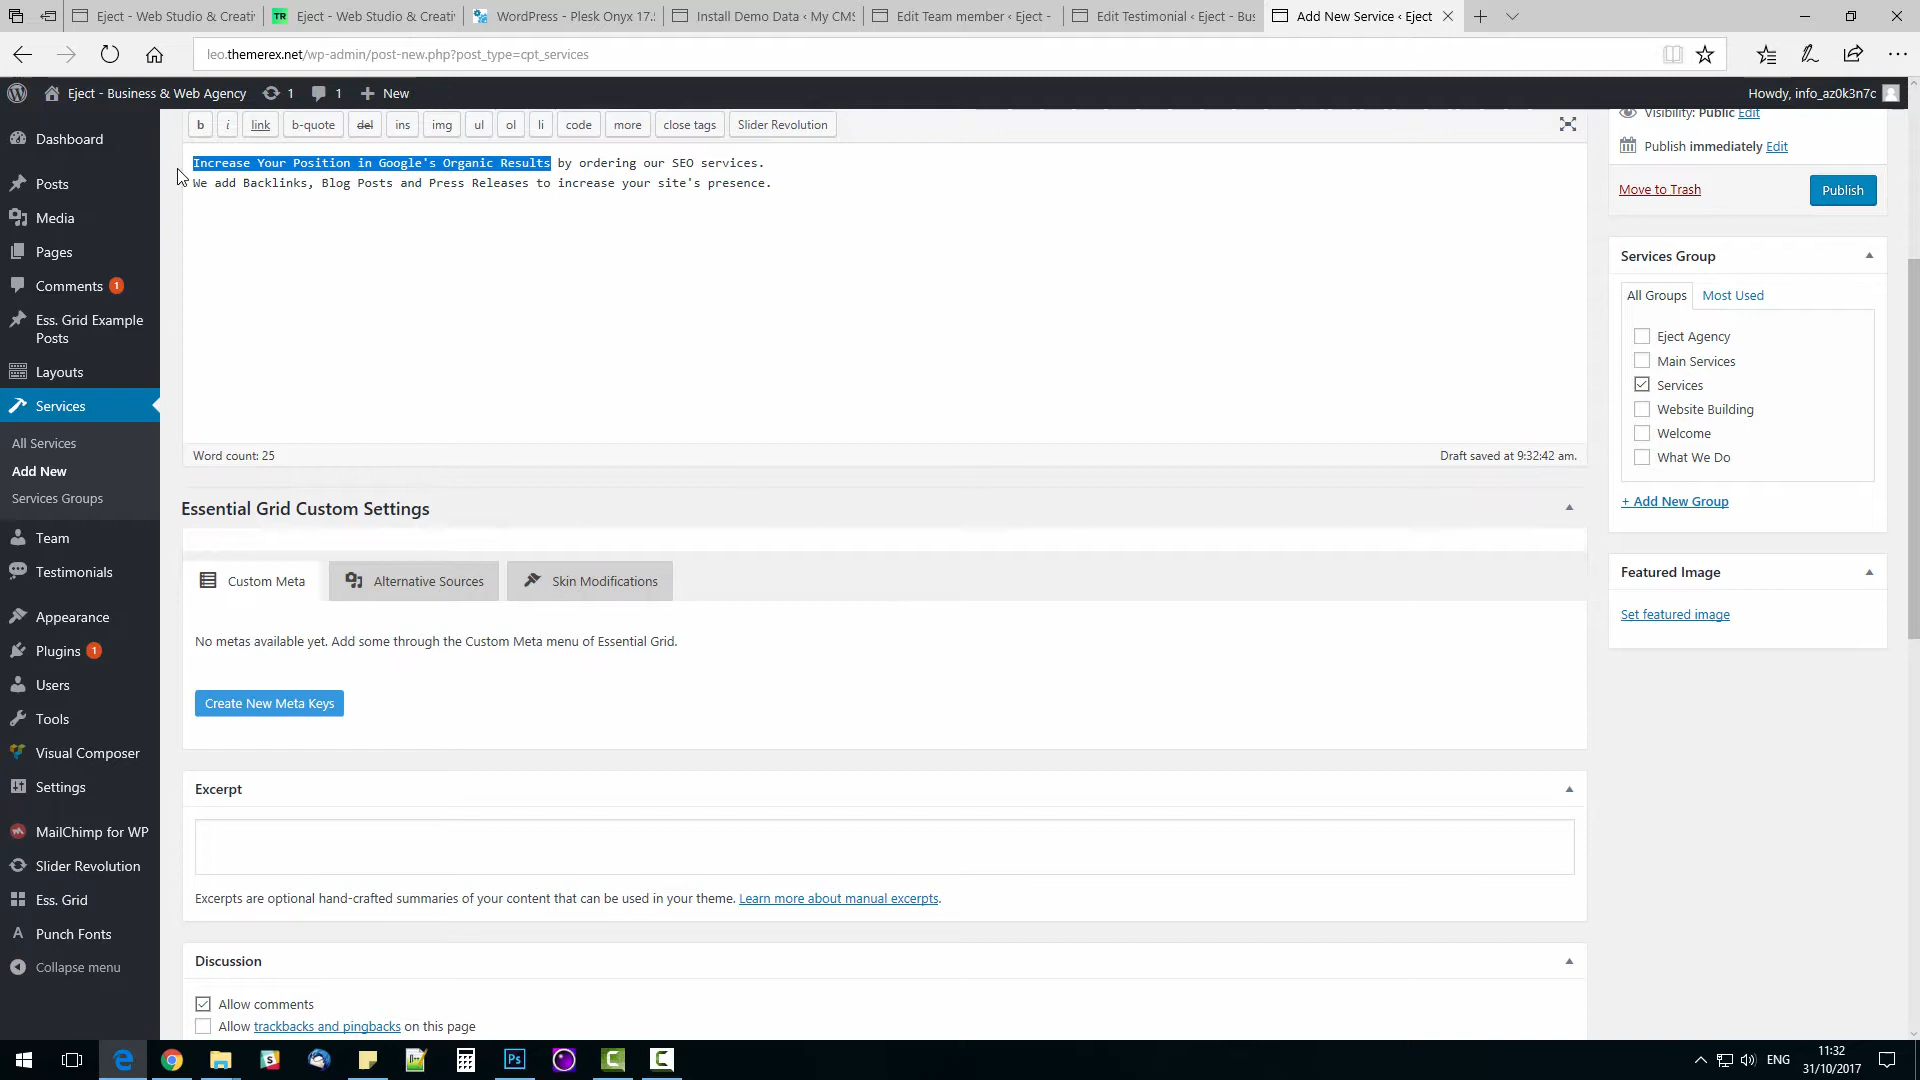 Eject - Web Studio & Creati
Eject - Web Studio & Creati
WordPress - Plesk Onyx 17.
Install Demo Data ‹ My CMS
Edit Team member ‹ Eject -
Edit Testimonial ‹ Eject - Bus
Add New Service ‹ Eject
leo.themerex.net/wp-admin/post-new.php?post_type=cpt_services
Eject - Business & Web Agency
1
1
New
Howdy, info_az0k3n7c
Dashboard
Posts
Media
Pages
Comments 1
Ess. Grid Example
Posts
Layouts
Services
All Services
Add New
Services Groups
Team
Testimonials
Appearance
Plugins 1
Users
Tools
Visual Composer
Settings
MailChimp for WP
Slider Revolution
Ess. Grid
Punch Fonts
Collapse menu
b i link b-quote del ins img ul ol li code more close tags Slider Revolution
Increase Your Position in Google's Organic Results by ordering our SEO services.
We add Backlinks, Blog Posts and Press Releases to increase your site's presence.
Word count: 25
Draft saved at 9:32:42 am.
Essential Grid Custom Settings
Custom Meta
Alternative Sources
Skin Modifications
No metas available yet. Add some through the Custom Meta menu of Essential Grid.
Create New Meta Keys
Excerpt
Excerpts are optional hand-crafted summaries of your content that can be used in your theme. Learn more about manual excerpts.
Discussion
Allow comments
Allow trackbacks and pingbacks on this page
Visibility: Public Edit
Publish immediately Edit
Move to Trash
Publish
Services Group
All Groups
Most Used
Eject Agency
Main Services
Services
Website Building
Welcome
What We Do
+ Add New Group
Featured Image
Set featured image
ENG
11:32
31/10/2017